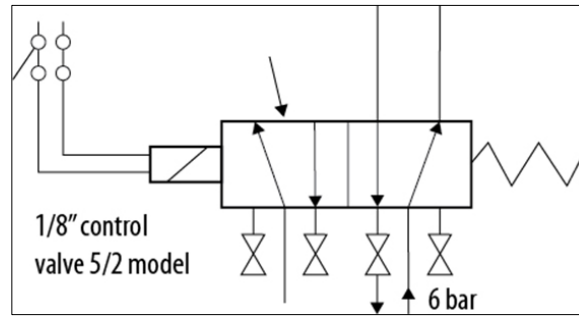 1/8” control
valve 5/2 model
6 bar